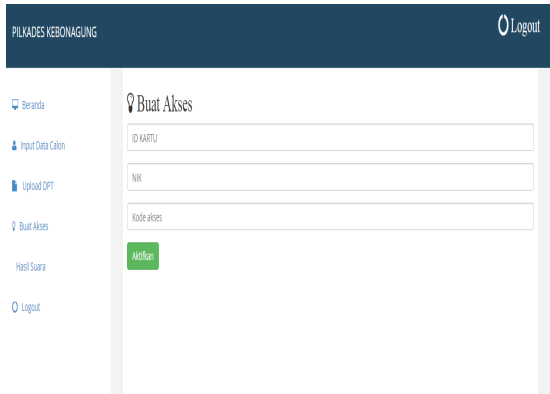 PILKADES KEBONAGUNG
Logout
Beranda
Input Data Calon
Upload DPT
Buat Akses
Hasil Suara
Logout
Buat Akses
ID KARTU
NIK
Kode akses
Aktifkan